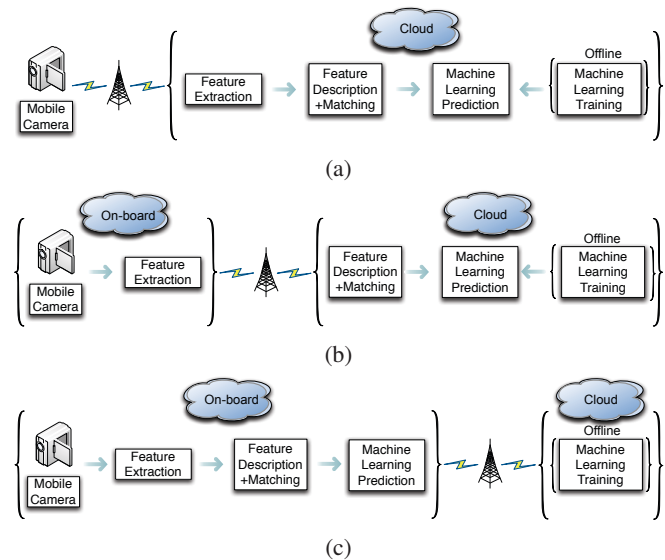 Cloud
Offline
Mobile
Camera
Feature
Extraction
Feature
Description
+Matching
Machine
Learning
Prediction
Machine
Learning
Training
(a)
On-board
Cloud
Offline
Mobile
Camera
Feature
Extraction
Feature
Description
+Matching
Machine
Learning
Prediction
Machine
Learning
Training
(b)
On-board
Cloud
Offline
Mobile
Camera
Feature
Extraction
Feature
Description
+Matching
Machine
Learning
Prediction
Machine
Learning
Training
(c)